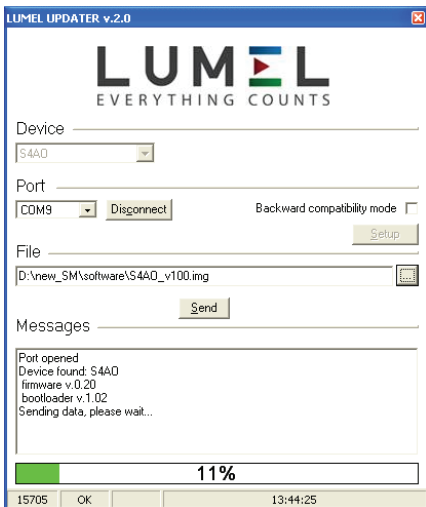 LUMEL UPDATER v.2.0
LUMEL
EVERYTHING COUNTS
Device
S4AO
Port
COM9 Disconnect Backward compatibility mode
Setup
File
D:\new_SM\software\S4AO_v100.img ...
Send
Messages
Port opened
Device found: S4AO
firmware v.0.20
bootloader v.1.02
Sending data, please wait...
11%
15705 OK 13:44:25